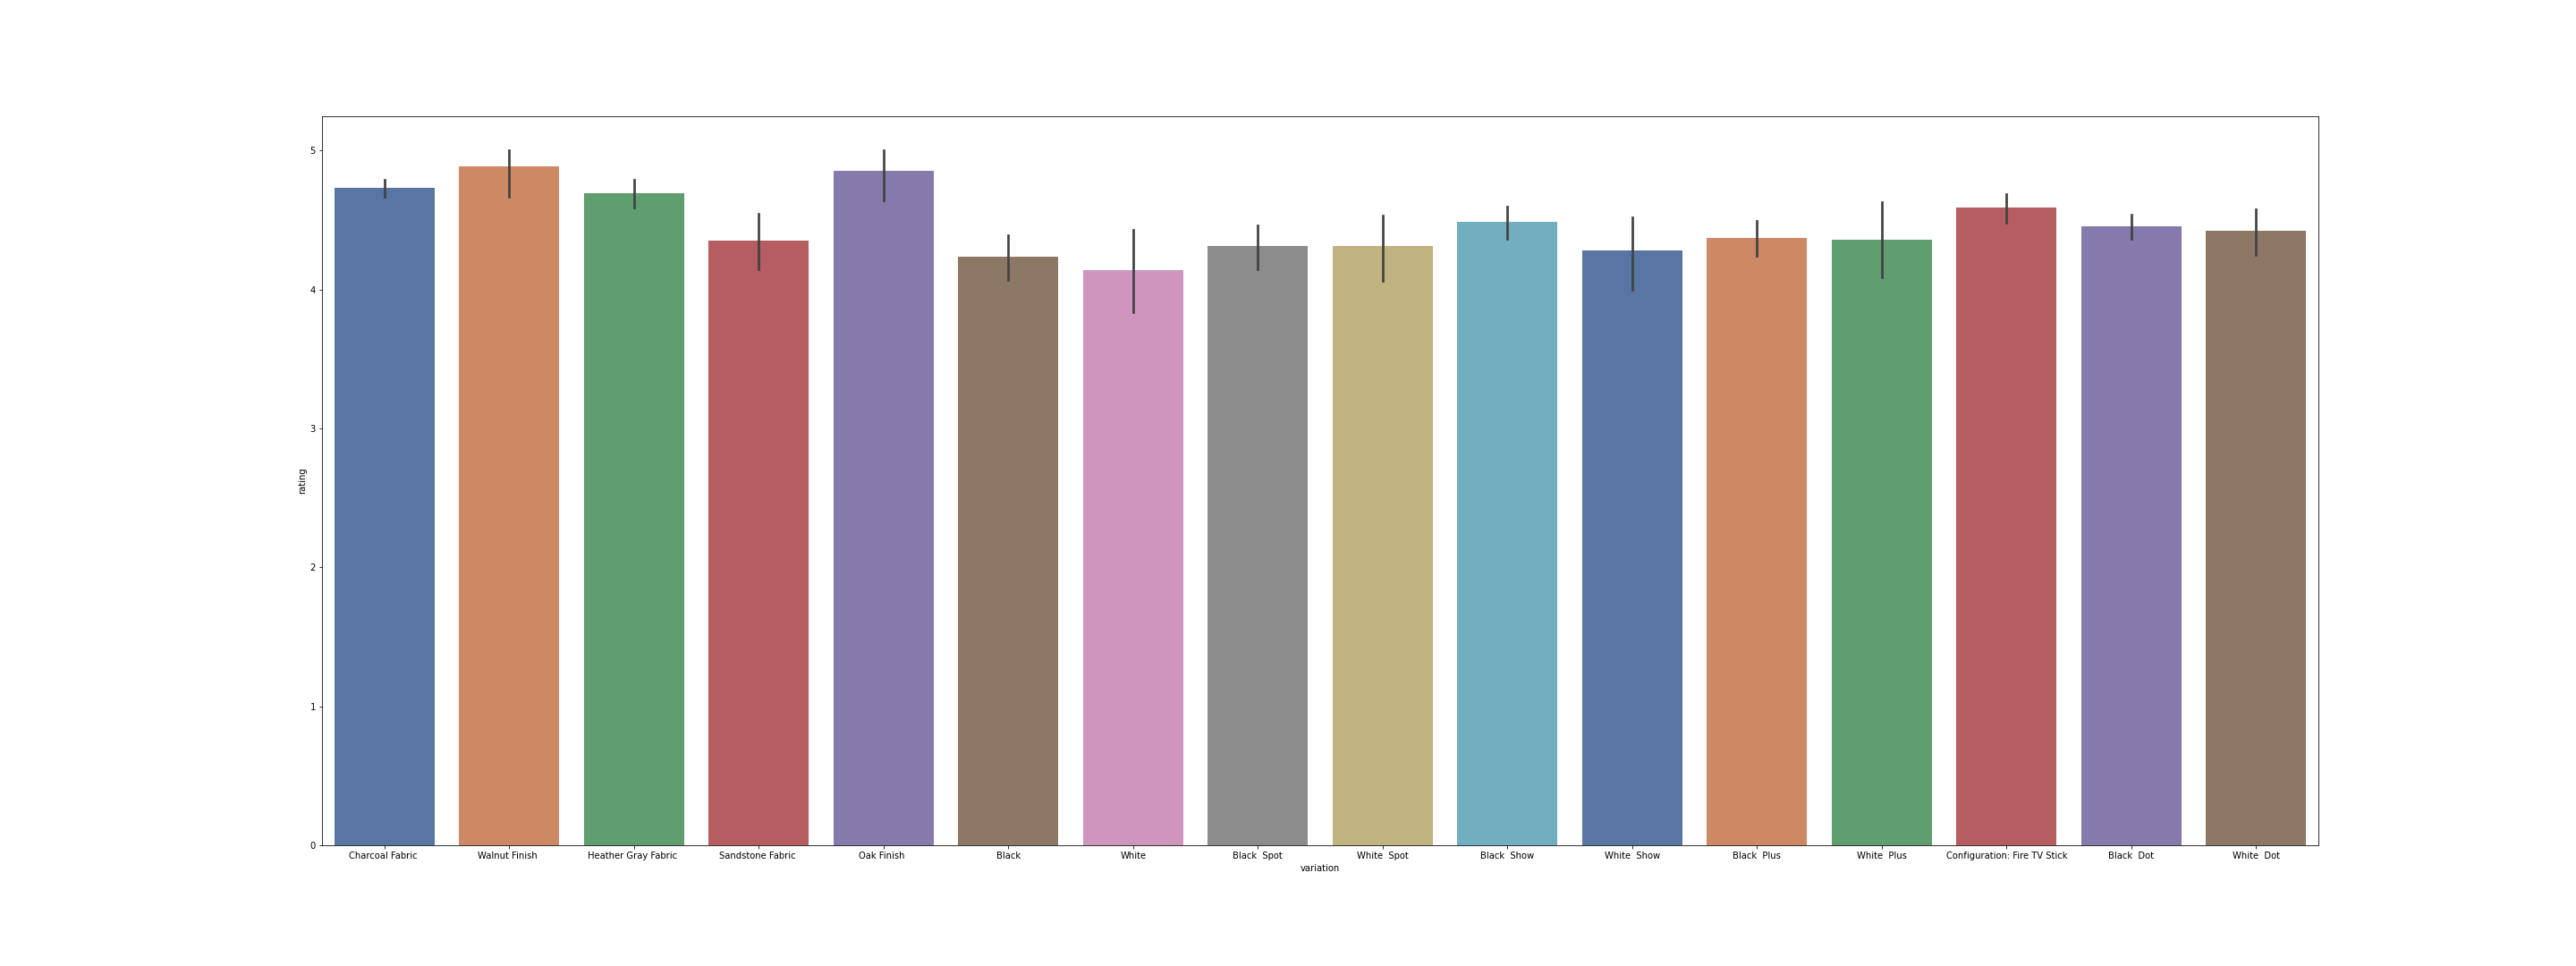 5
4
3
2
1
0
rating
Charcoal Fabric Walnut Finish Heather Gray Fabric Sandstone Fabric Oak Finish Black White Black  Spot White  Spot Black  Show White  Show Black  Plus White  Plus Configuration: Fire TV Stick Black  Dot White  Dot
variation